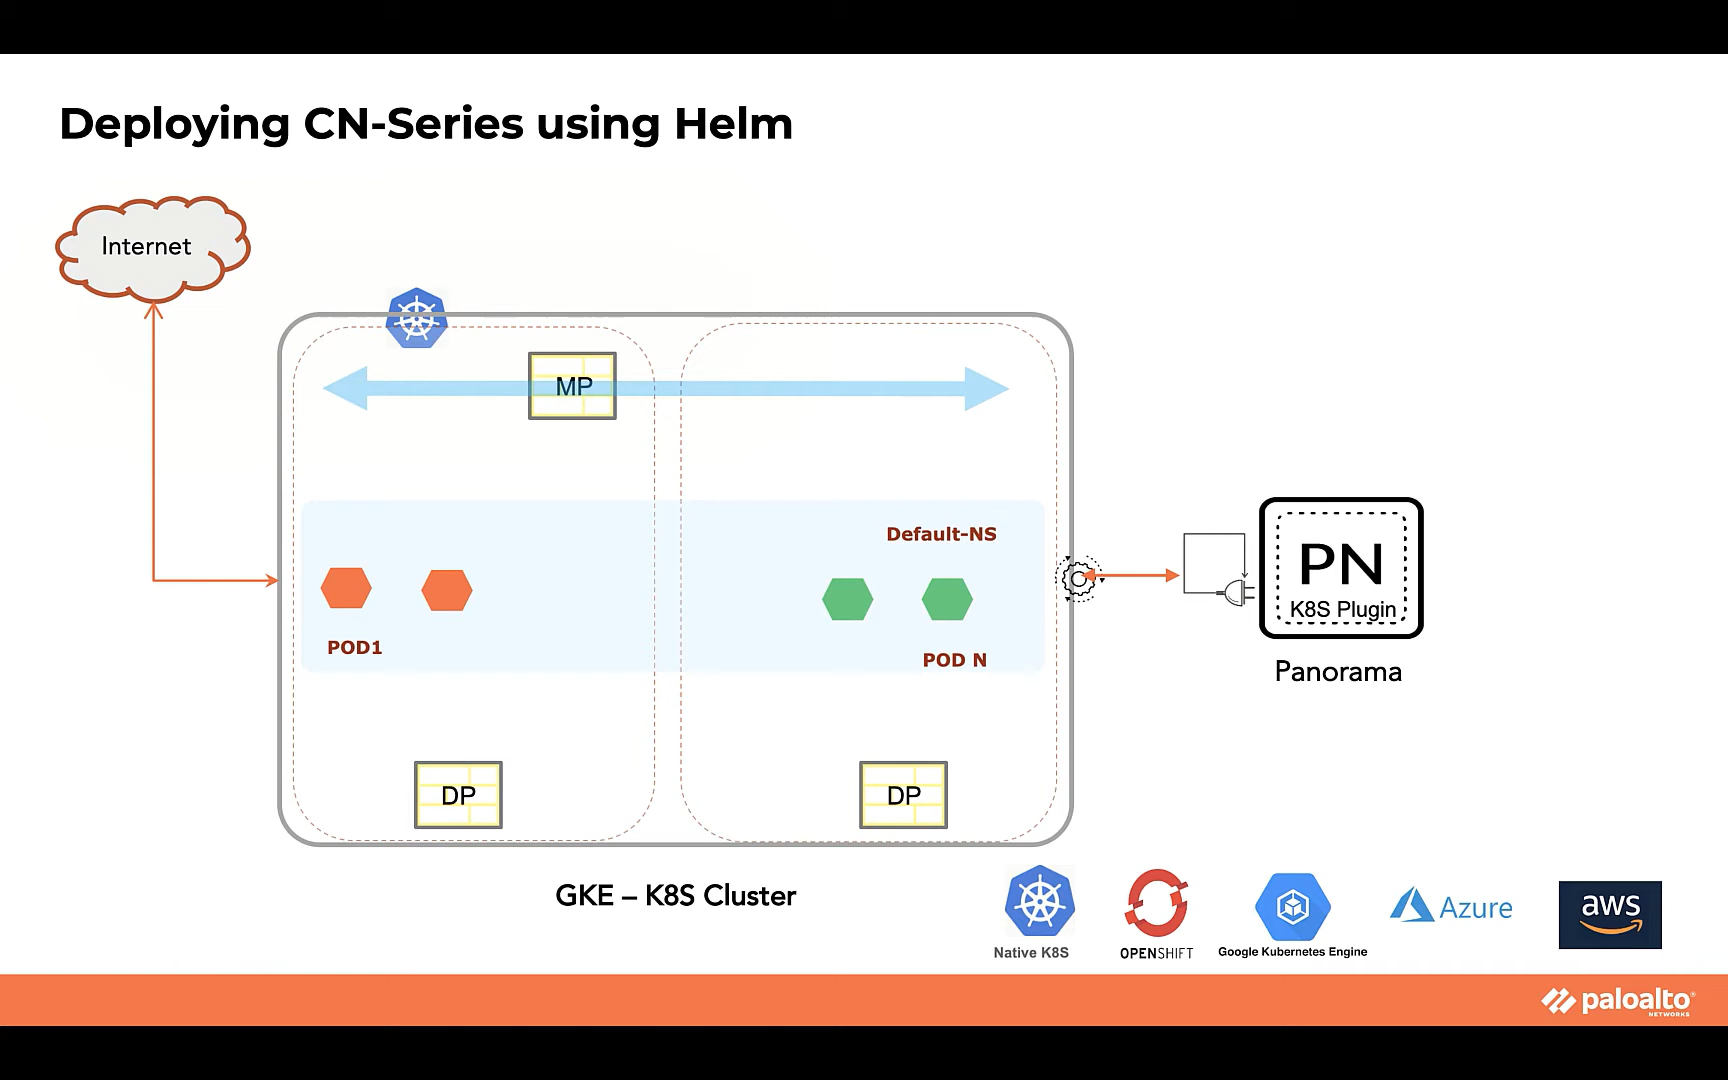 Deploying CN-Series using Helm
Internet
MP
Default-NS
POD1
POD N
PN
K8S Plugin
Panorama
DP
DP
GKE – K8S Cluster
Native K8S
OPENSHIFT
Google Kubernetes Engine
Azure
aws
paloalto®
NETWORKS